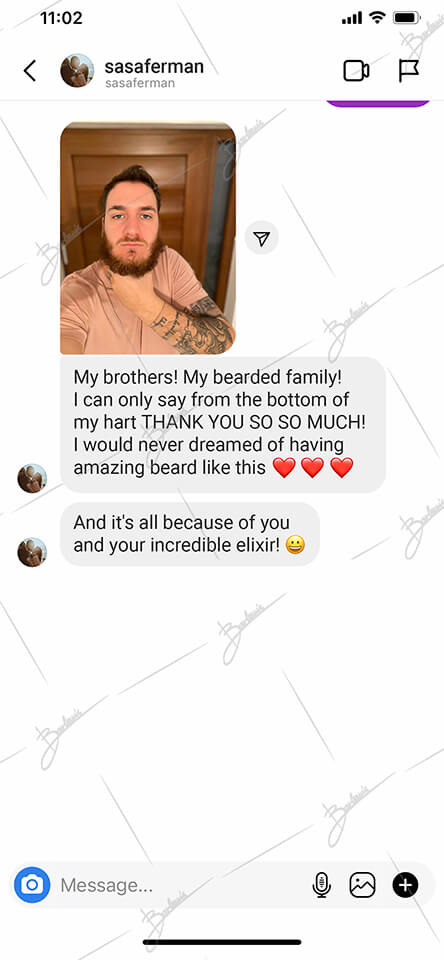 11:02
sasaferman
sasaferman
My brothers! My bearded family!
I can only say from the bottom of
my hart THANK YOU SO SO MUCH!
I would never dreamed of having
amazing beard like this ❤️ ❤️ ❤️
And it's all because of you
and your incredible elixir! 😀
Message...